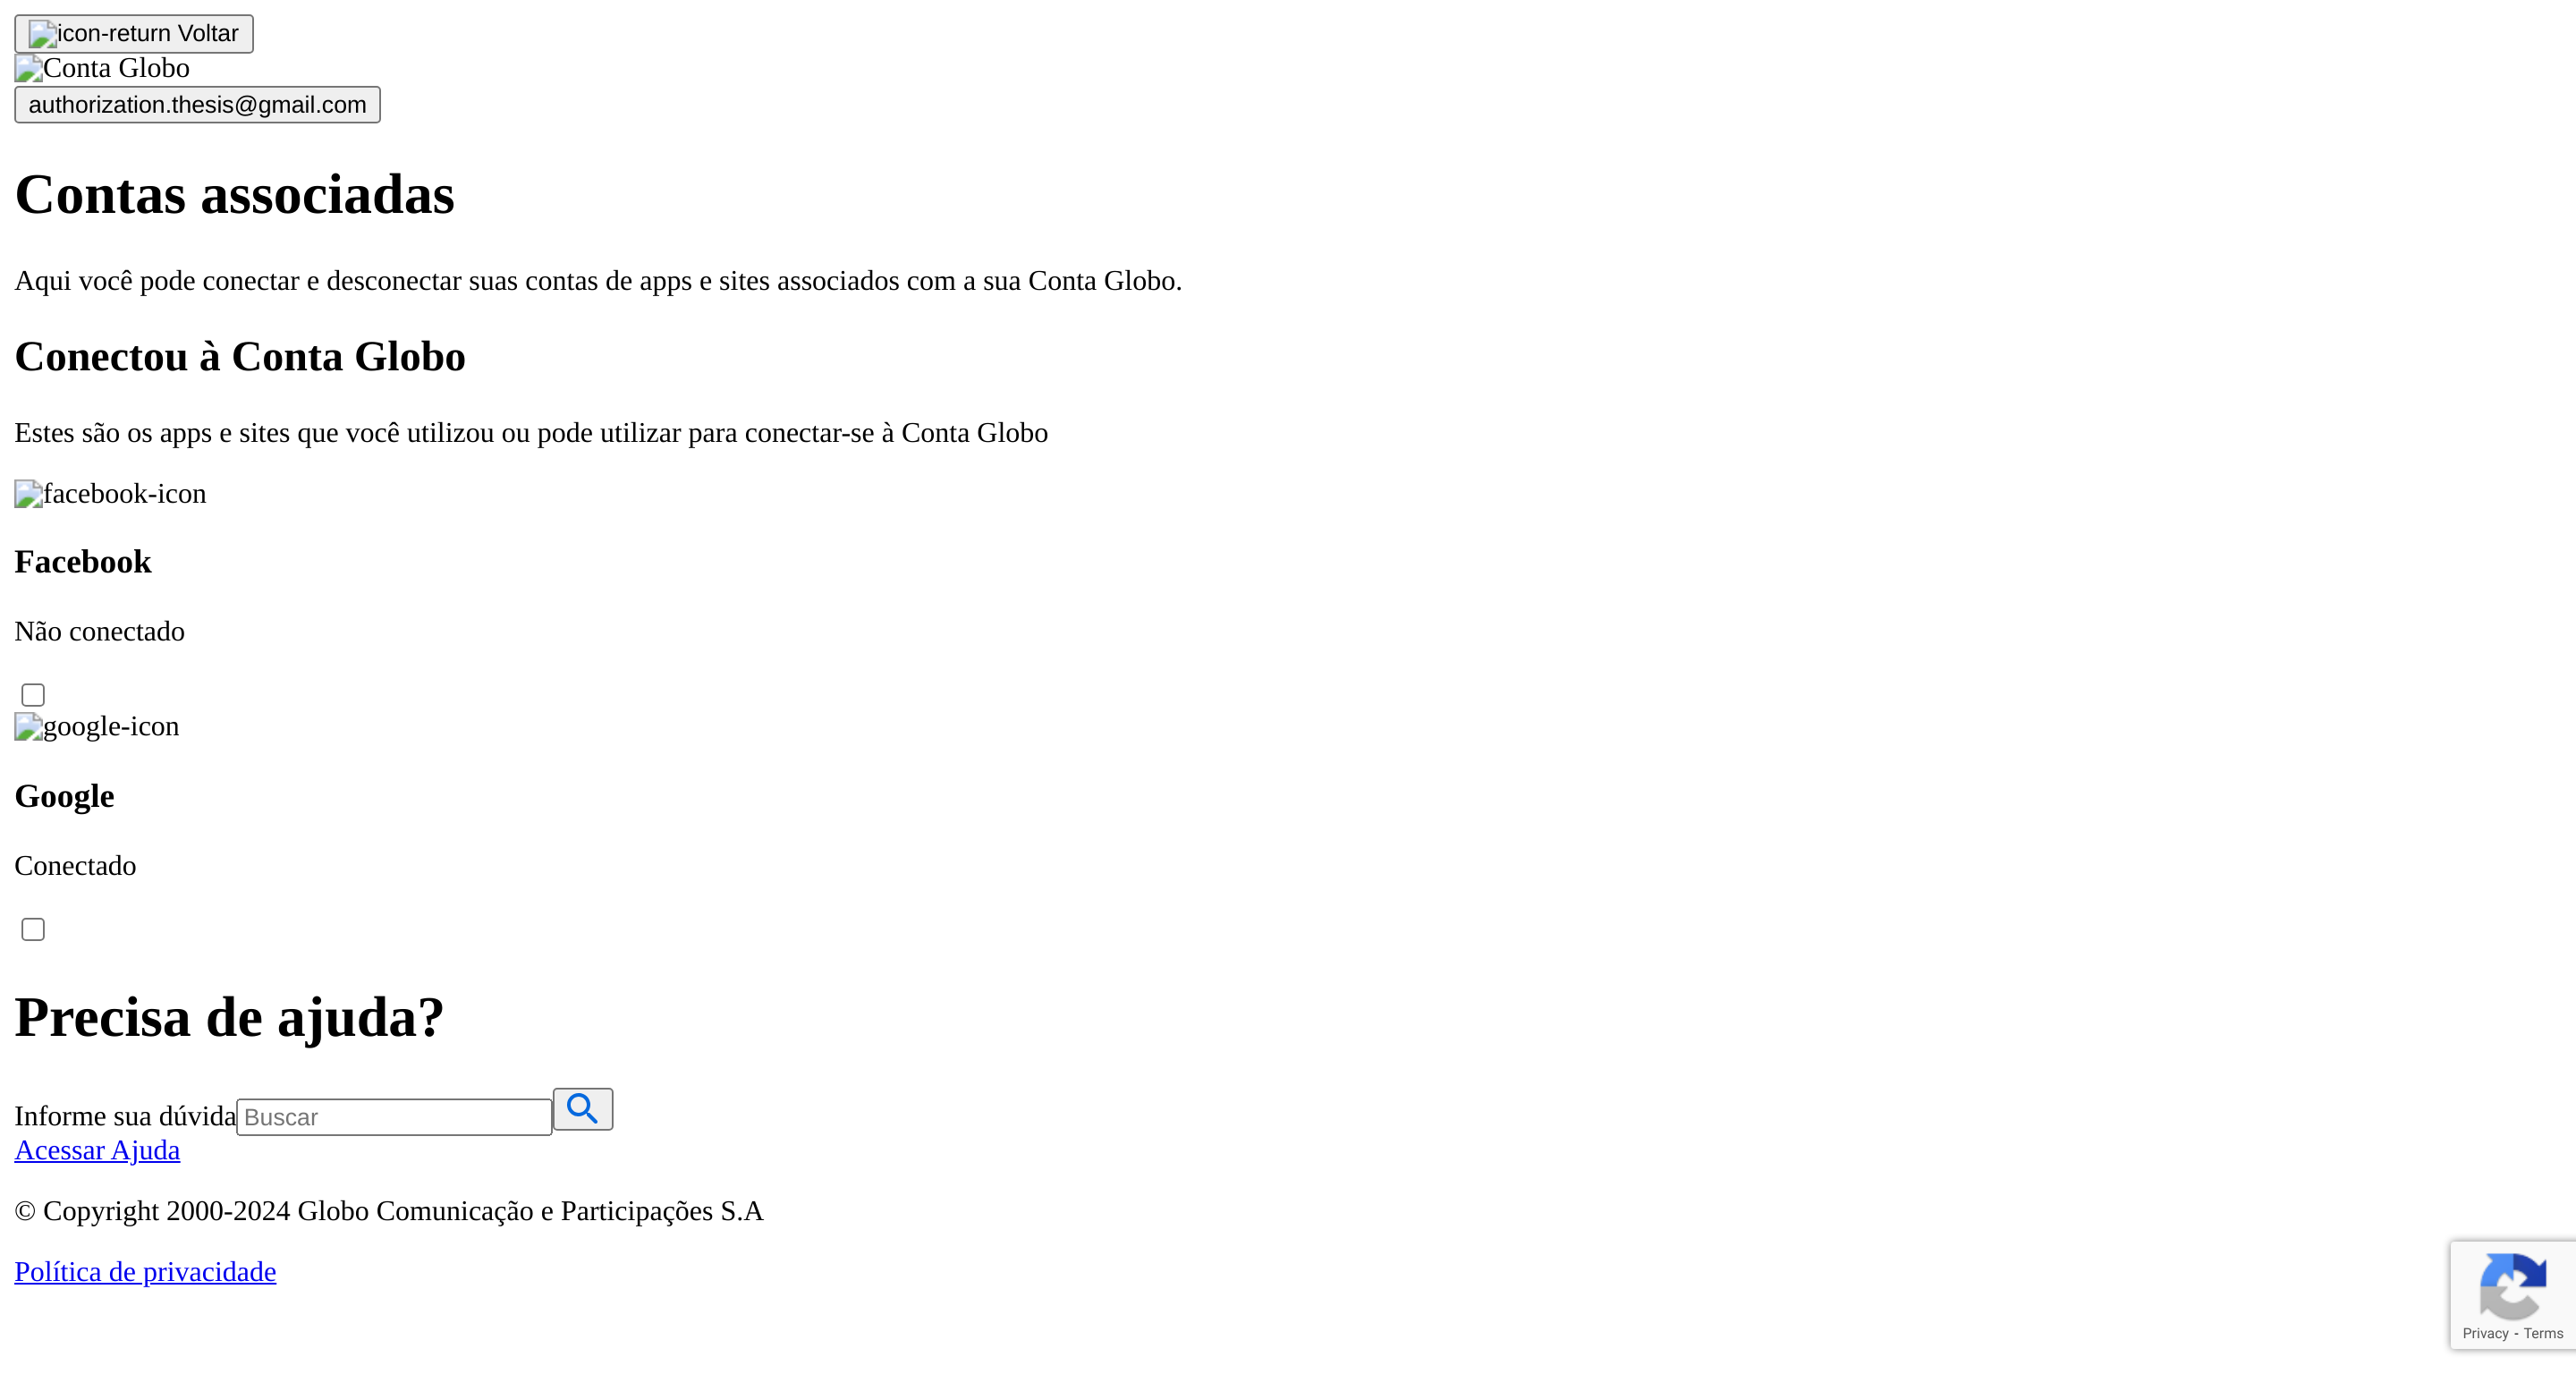 icon-return Voltar
Conta Globo
authorization.thesis@gmail.com
Contas associadas
Aqui você pode conectar e desconectar suas contas de apps e sites associados com a sua Conta Globo.
Conectou à Conta Globo
Estes são os apps e sites que você utilizou ou pode utilizar para conectar-se à Conta Globo
facebook-icon
Facebook
Não conectado
google-icon
Google
Conectado
Precisa de ajuda?
Informe sua dúvida Buscar
Acessar Ajuda
© Copyright 2000-2024 Globo Comunicação e Participações S.A
Política de privacidade
Privacy - Terms